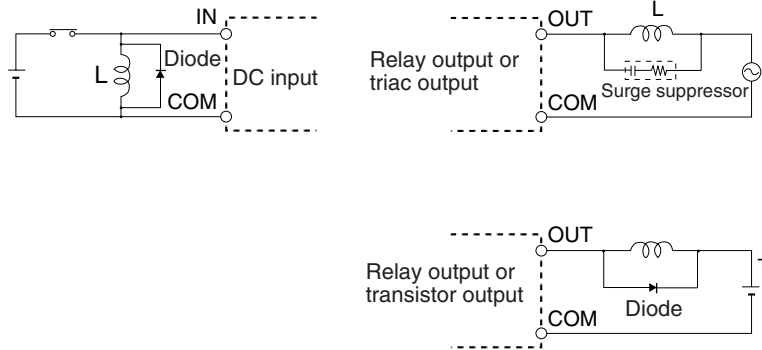 IN
L
Diode
DC input
COM
OUT
L
Relay output or
triac output
Surge suppressor
COM
OUT
Relay output or
transistor output
Diode
COM